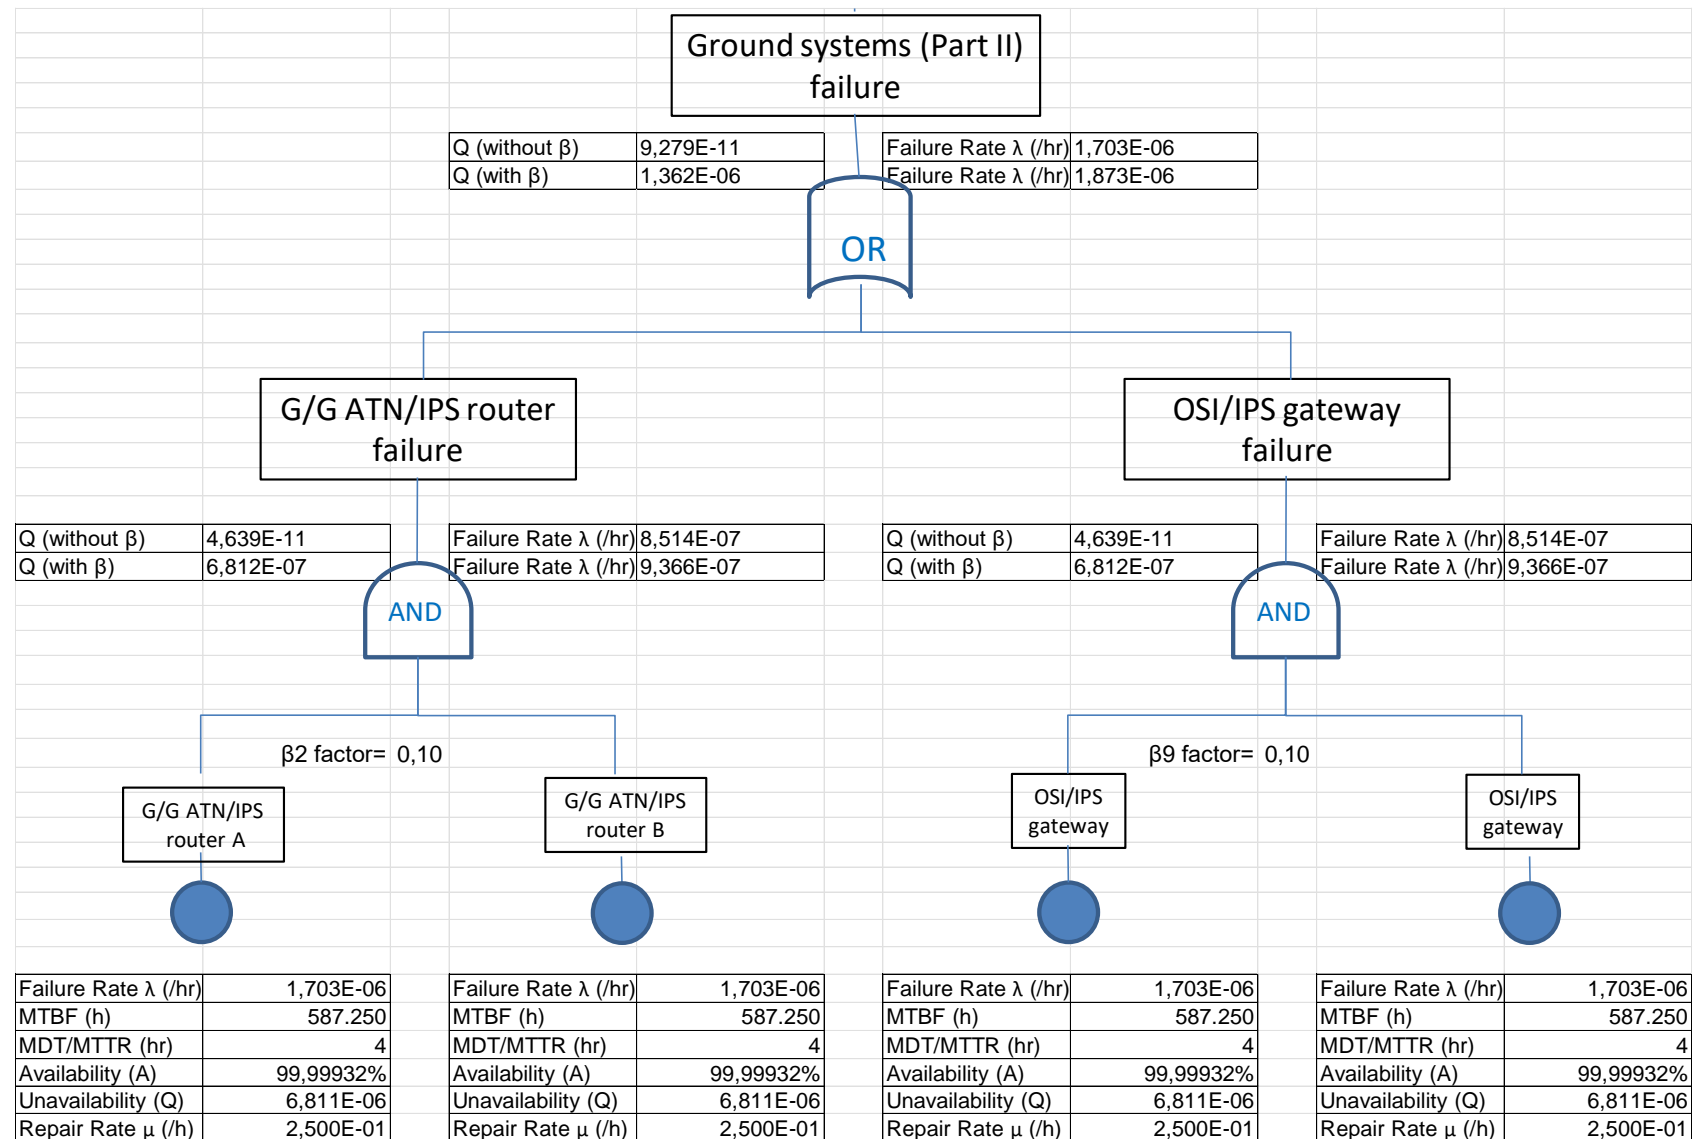 Ground systems (Part II)
failure
Q (without β) 9,279E-11 Failure Rate λ (/hr) 1,703E-06
Q (with β) 1,362E-06 Failure Rate λ (/hr) 1,873E-06
OR
G/G ATN/IPS router
failure
OSI/IPS gateway
failure
Q (without β) 4,639E-11 Failure Rate λ (/hr) 8,514E-07 Q (without β) 4,639E-11 Failure Rate λ (/hr) 8,514E-07
Q (with β) 6,812E-07 Failure Rate λ (/hr) 9,366E-07 Q (with β) 6,812E-07 Failure Rate λ (/hr) 9,366E-07
AND AND
β2 factor= 0,10 β9 factor= 0,10
G/G ATN/IPS
router A
G/G ATN/IPS
router B
OSI/IPS
gateway
OSI/IPS
gateway
Failure Rate λ (/hr) 1,703E-06 Failure Rate λ (/hr) 1,703E-06 Failure Rate λ (/hr) 1,703E-06 Failure Rate λ (/hr) 1,703E-06
MTBF (h) 587.250 MTBF (h) 587.250 MTBF (h) 587.250 MTBF (h) 587.250
MDT/MTTR (hr) 4 MDT/MTTR (hr) 4 MDT/MTTR (hr) 4 MDT/MTTR (hr) 4
Availability (A) 99,99932% Availability (A) 99,99932% Availability (A) 99,99932% Availability (A) 99,99932%
Unavailability (Q) 6,811E-06 Unavailability (Q) 6,811E-06 Unavailability (Q) 6,811E-06 Unavailability (Q) 6,811E-06
Repair Rate μ (/h) 2,500E-01 Repair Rate μ (/h) 2,500E-01 Repair Rate μ (/h) 2,500E-01 Repair Rate μ (/h) 2,500E-01